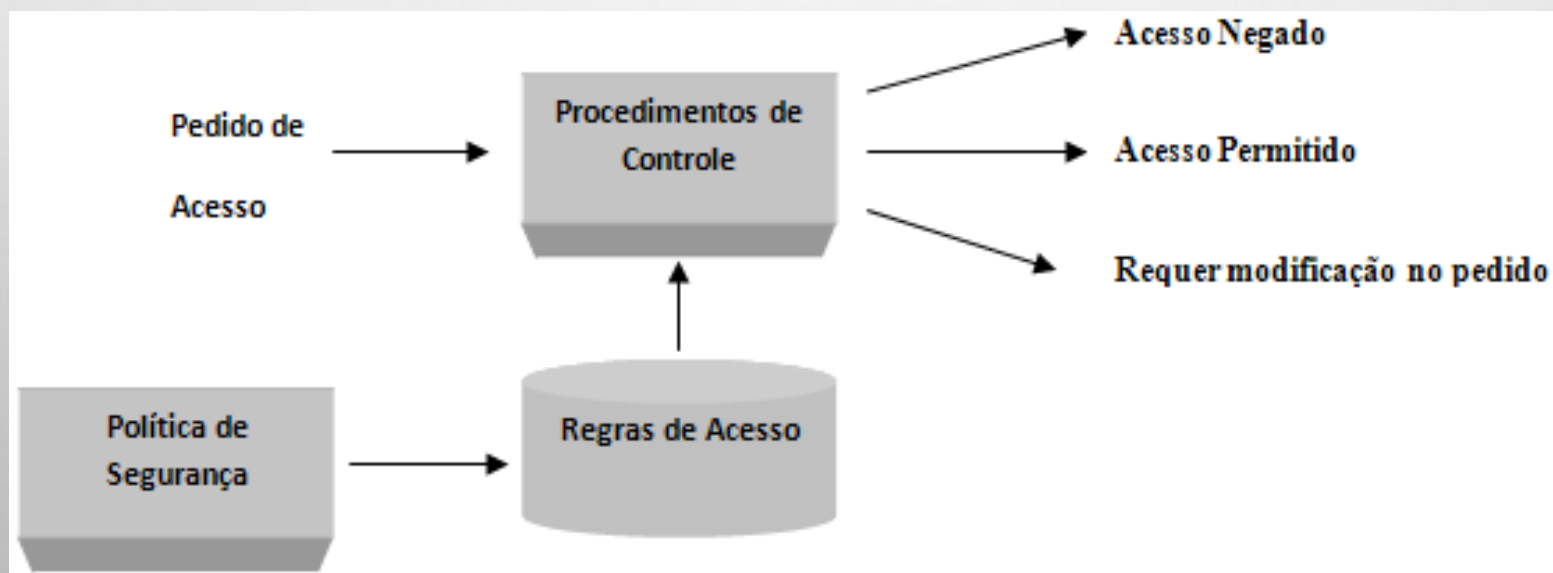 Acesso Negado
Pedido de
Acesso
Procedimentos de
Controle
Acesso Permitido
Requer modificação no pedido
Política de
Segurança
Regras de Acesso